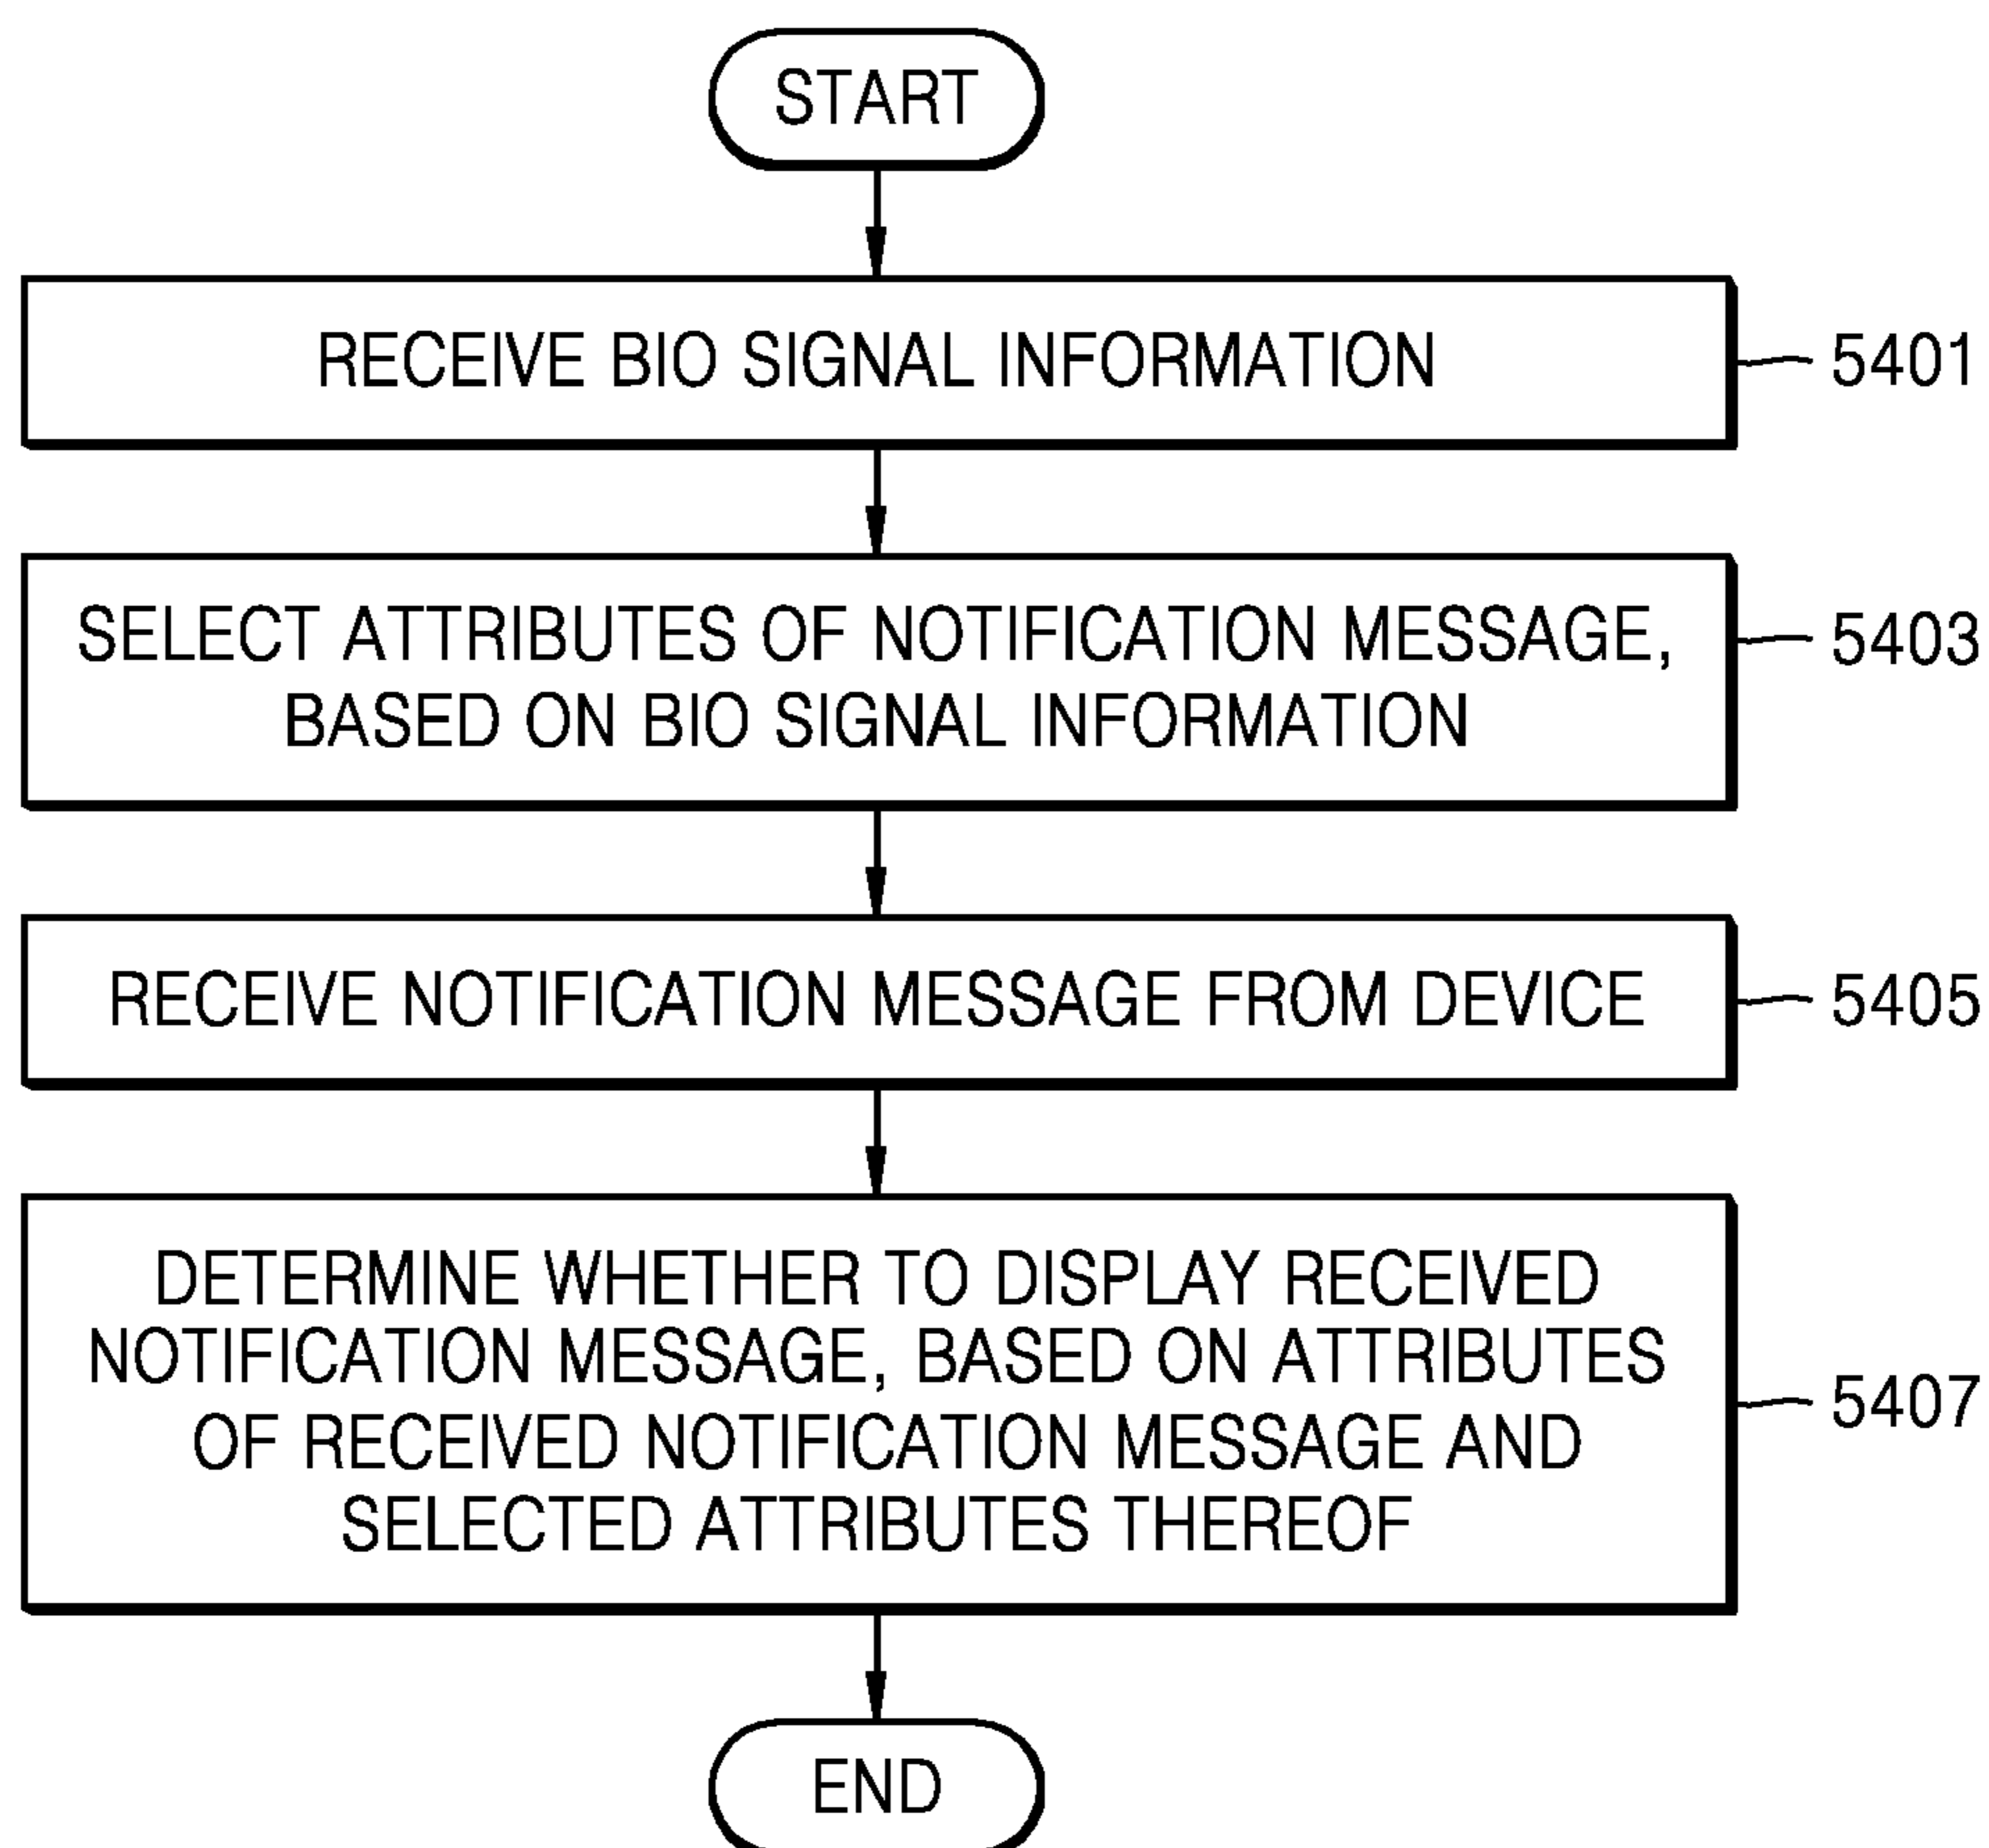 START
RECEIVE BIO SIGNAL INFORMATION
5401
SELECT ATTRIBUTES OF NOTIFICATION MESSAGE,
BASED ON BIO SIGNAL INFORMATION
5403
RECEIVE NOTIFICATION MESSAGE FROM DEVICE
5405
DETERMINE WHETHER TO DISPLAY RECEIVED
NOTIFICATION MESSAGE, BASED ON ATTRIBUTES
OF RECEIVED NOTIFICATION MESSAGE AND
SELECTED ATTRIBUTES THEREOF
5407
END